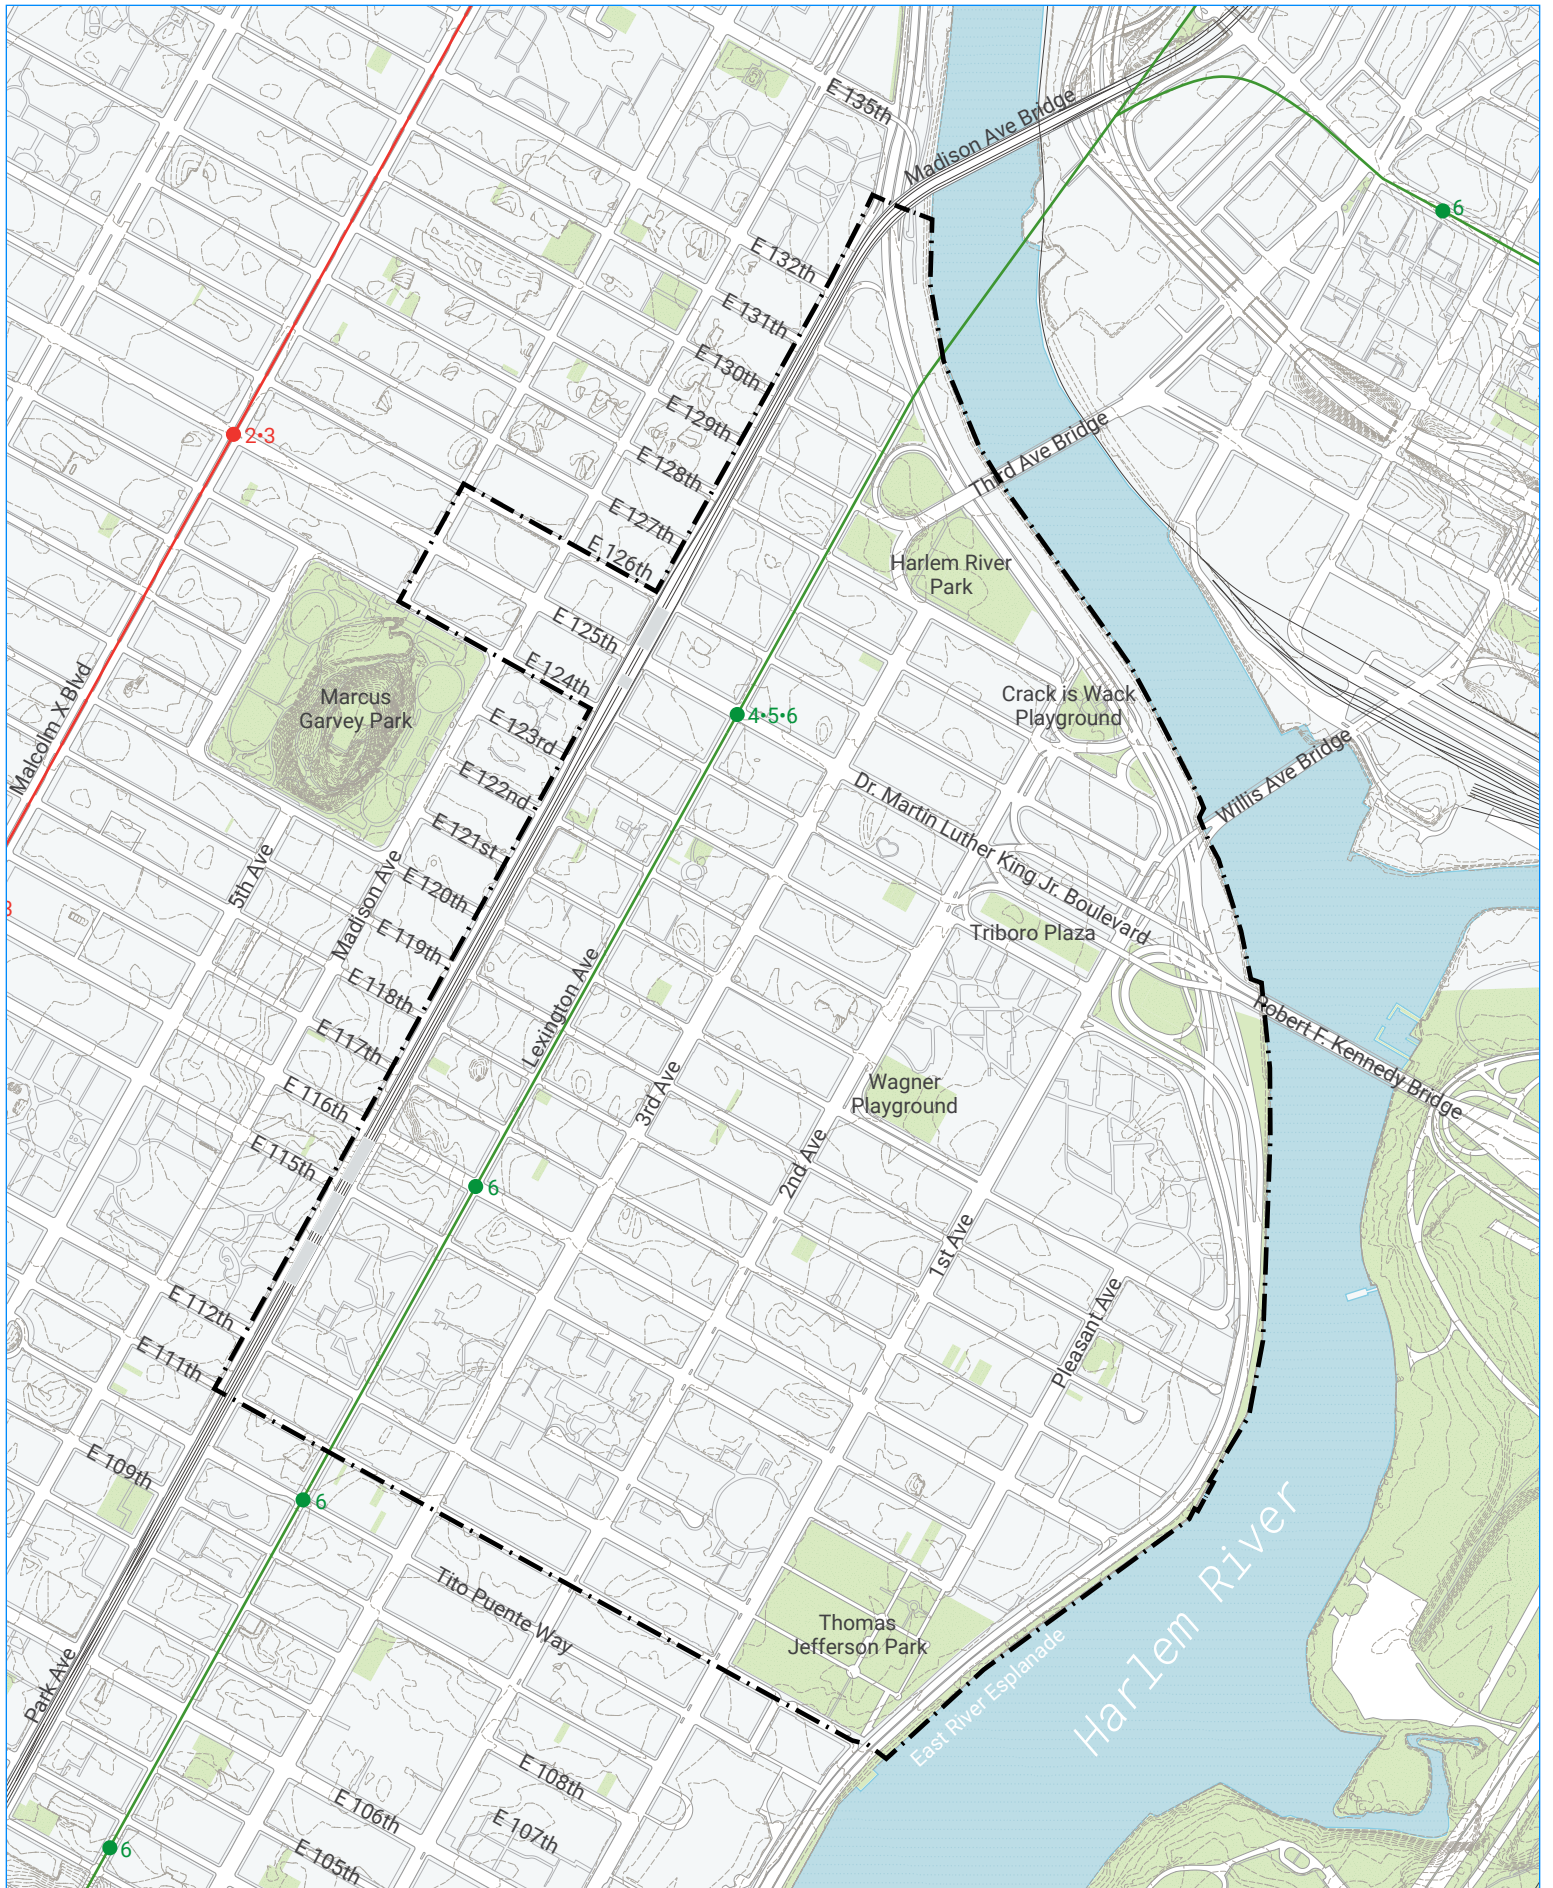 E 135th
Madison Ave Bridge
6
E 132th
E 131th
E 130th
E 129th
E 128th
E 127th
E 126th
E 125th
E 124th
E 123rd
E 122nd
E 121st
E 120th
E 119th
E 118th
E 117th
E 116th
E 115th
E 112th
E 111th
E 109th
2•3
Third Ave Bridge
Harlem River
Park
Marcus
Garvey Park
Malcolm X Blvd
4•5•6
Crack is Wack
Playground
Willis Ave Bridge
Dr. Martin Luther King Jr. Boulevard
Triboro Plaza
5th Ave
Madison Ave
3
Lexington Ave
Robert F. Kennedy Bridge
3rd Ave
Wagner
Playground
2nd Ave
6
1st Ave
Pleasant Ave
6
Tito Puente Way
Thomas
Jefferson Park
East River Esplanade
Harlem River
Park Ave
E 108th
E 107th
E 106th
E 105th
6